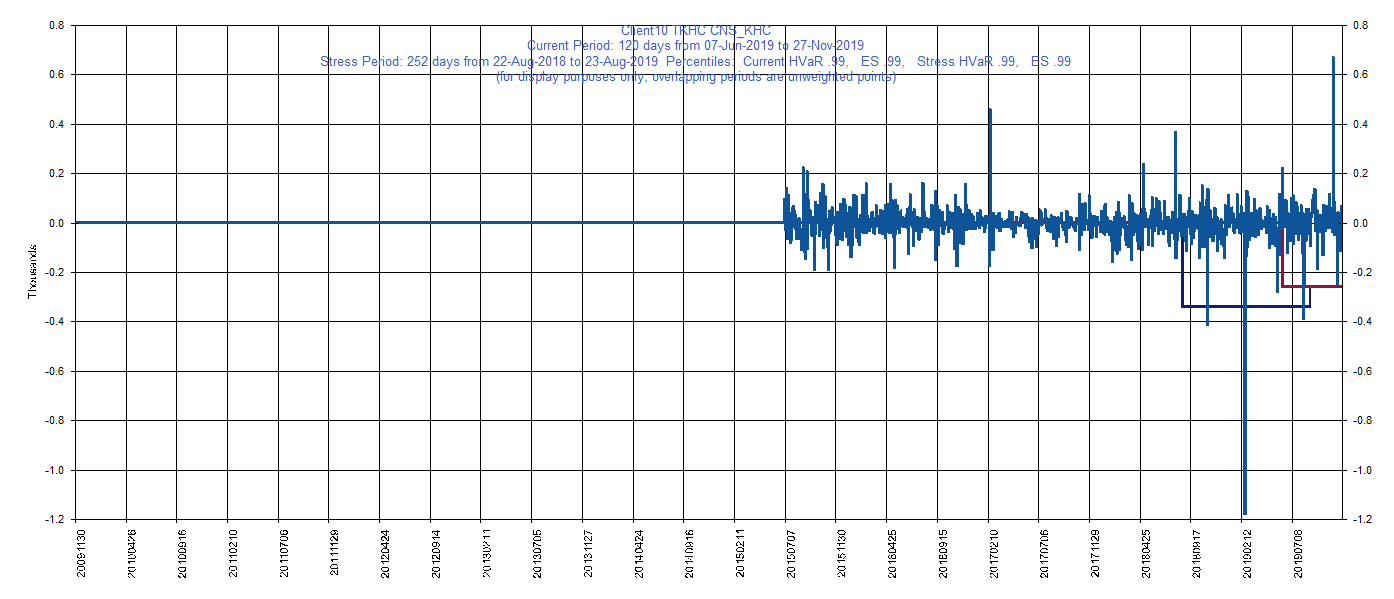 Client10 TKHC CNS_KHC
Current Period: 120 days from 07-Jun-2019 to 27-Nov-2019
Stress Period: 252 days from 22-Aug-2018 to 23-Aug-2019 Percentiles: Current HVaR .99, ES .99, Stress HVaR .99, ES .99
(for display purposes only, overlapping periods are unweighted points)
0.8 0.8
0.6 0.6
0.4 0.4
0.2 0.2
0.0 0.0
-0.2 -0.2
-0.4 -0.4
-0.6 -0.6
-0.8 -0.8
-1.0 -1.0
-1.2 -1.2
Thousands
20091130 20100426 20100916 20110210 20110706 20111129 20120424 20120914 20130211 20130705 20131127 20140424 20140916 20150211 20150707 20151130 20160425 20160915 20170210 20170706 20171129 20180425 20180917 20190212 20190708